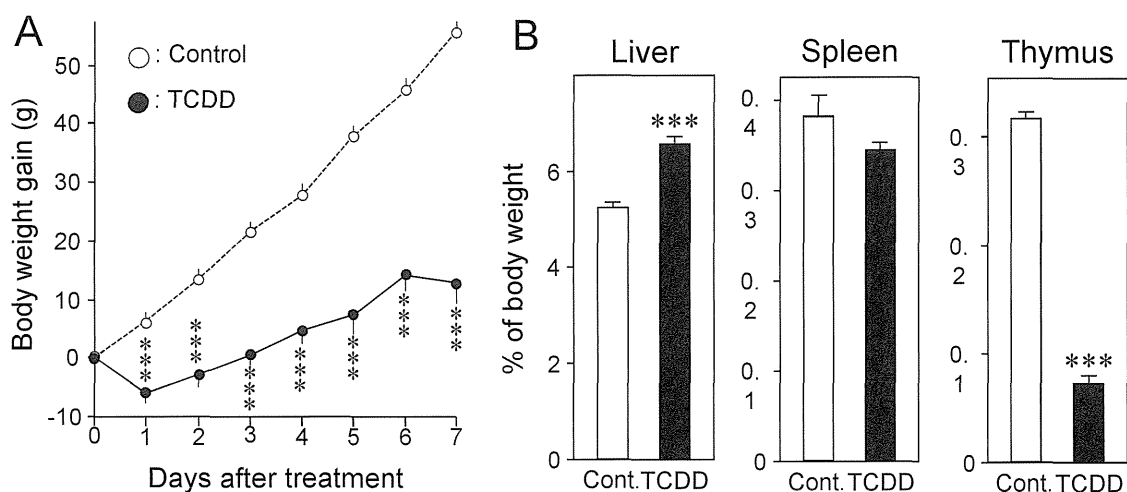 A
Body weight gain (g)
50
40
30
20
10
0
-10
: Control
: TCDD
***
***
***
***
***
***
***
0 1 2 3 4 5 6 7
Days after treatment
B
% of body weight
Liver
6
4
2
0
***
Cont. TCDD
Spleen
0.
4
0.
3
0.
2
0.
1
0
Cont. TCDD
Thymus
0.
3
0.
2
0.
1
0
***
Cont. TCDD